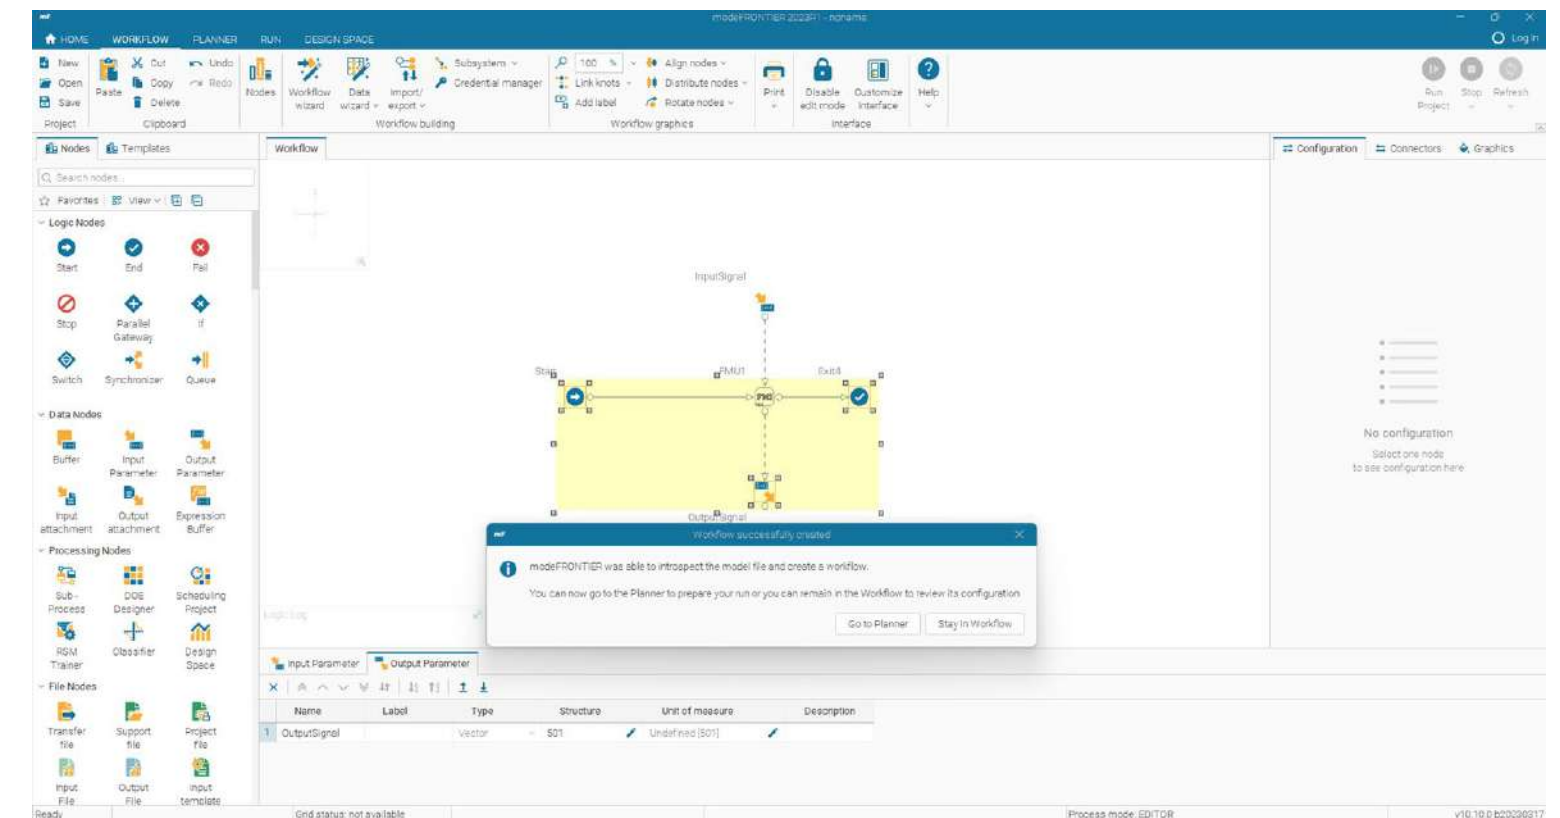 modeFRONTIER 2023R1 - noname
HOME WORKFLOW PLANNER RUN DESIGN SPACE Log in
New Cut Undo Subsystem 100 % Align nodes
Open Copy Redo Credential manager Link knots Distribute nodes
Save Paste Delete Nodes Workflow wizard Data wizard Import/ export Add label Rotate nodes Print Disable edit mode Customize interface Help Run Project Stop Refresh
Project Clipboard Workflow building Workflow graphics Interface
Nodes Templates Workflow Configuration Connectors Graphics
Search nodes...
Favorites View
Logic Nodes
Start End Fail
Stop Parallel Gateway If
Switch Synchronizer Queue
Data Nodes
Buffer Input Parameter Output Parameter
Input attachment Output attachment Expression Buffer
Processing Nodes
Sub-Process DOE Designer Scheduling Project
RSM Trainer Classifier Design Space
File Nodes
Transfer file Support file Project file
Input File Output File Input template
InputSignal
FMU1 Exit4
FMI
OutputSignal
No configuration
Select one node
to see configuration here
Workflow successfully created
modeFRONTIER was able to introspect the model file and create a workflow.
You can now go to the Planner to prepare your run or you can remain in the Workflow to review its configuration
Go to Planner Stay in Workflow
Input Parameter Output Parameter
Name Label Type Structure Unit of measure Description
1 OutputSignal Vector 501 Undefined [501]
Ready Grid status: not available Process mode: EDITOR v10.10.0 b20230317